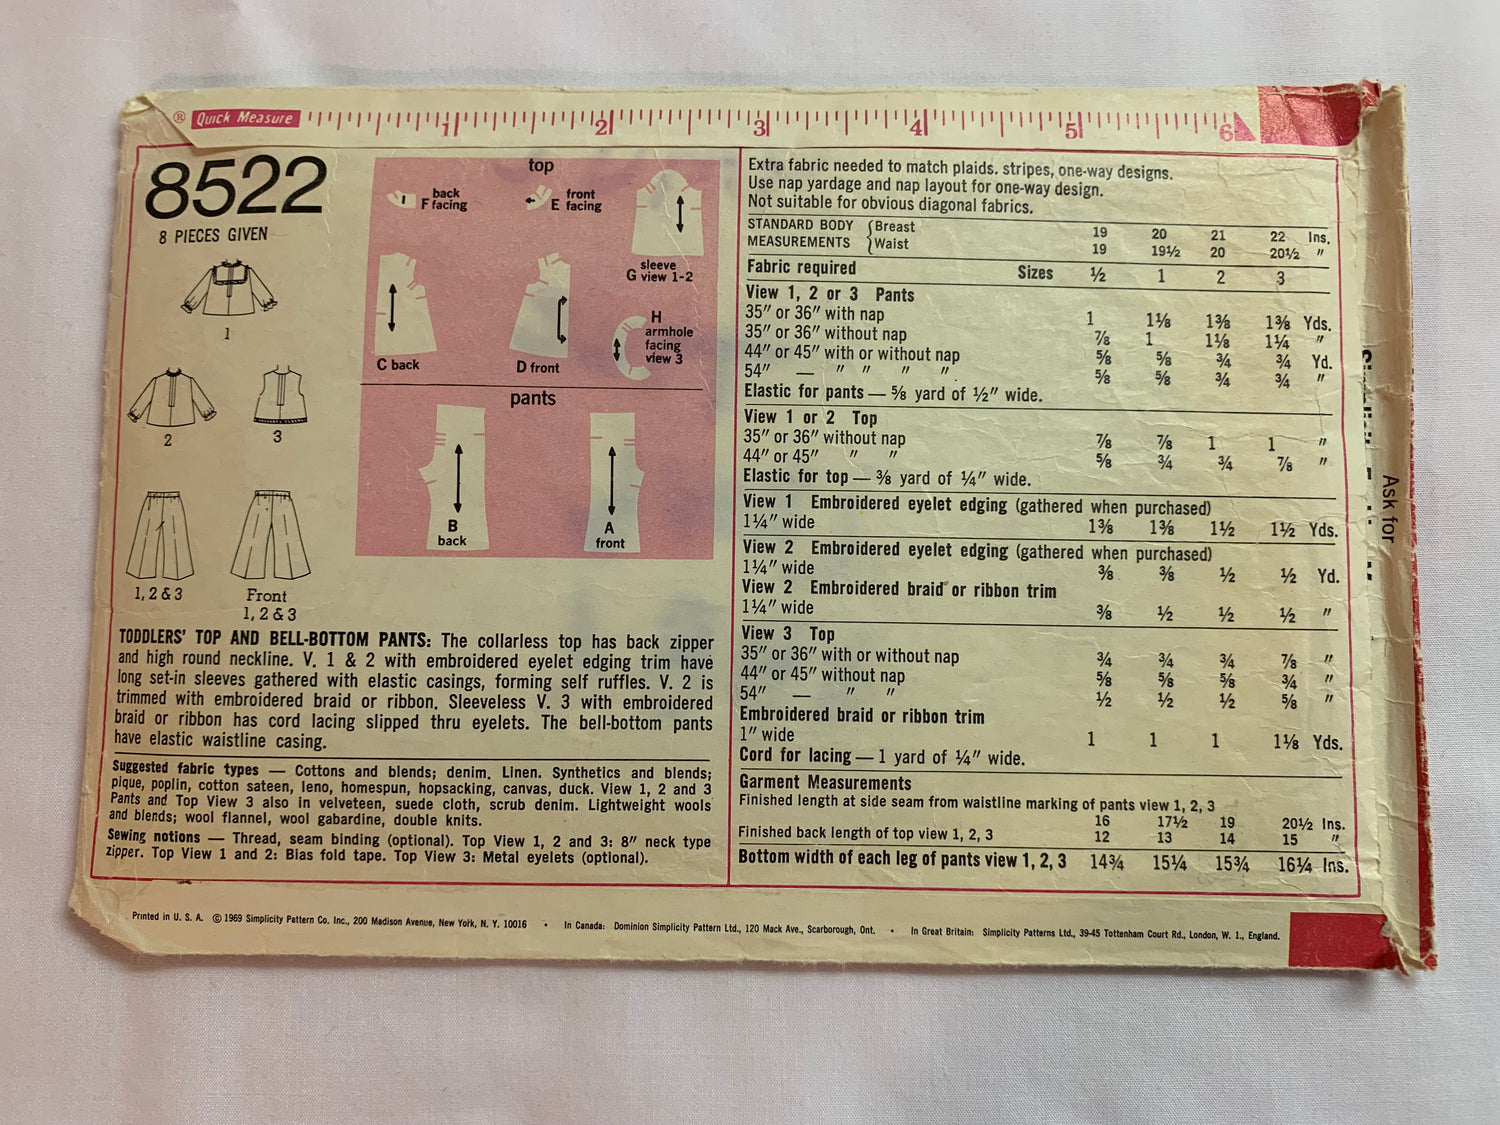 ® Quick Measure 1 2 3 4 5 6
8522
8 PIECES GIVEN
1
2
3
1, 2 & 3
Front
1, 2 & 3
top
back
F facing
front
E facing
sleeve
G view 1-2
C back
D front
H
armhole
facing
view 3
pants
B
back
A
front
TODDLERS' TOP AND BELL-BOTTOM PANTS: The collarless top has back zipper
and high round neckline. V. 1 & 2 with embroidered eyelet edging trim have
long set-in sleeves gathered with elastic casings, forming self ruffles. V. 2 is
trimmed with embroidered braid or ribbon. Sleeveless V. 3 with embroidered
braid or ribbon has cord lacing slipped thru eyelets. The bell-bottom pants
have elastic waistline casing.
Suggested fabric types — Cottons and blends; denim. Linen. Synthetics and blends;
pique, poplin, cotton sateen, leno, homespun, hopsacking, canvas, duck. View 1, 2 and 3
Pants and Top View 3 also in velveteen, suede cloth, scrub denim. Lightweight wools
and blends; wool flannel, wool gabardine, double knits.
Sewing notions — Thread, seam binding (optional). Top View 1, 2 and 3: 8" neck type
zipper. Top View 1 and 2: Bias fold tape. Top View 3: Metal eyelets (optional).
Extra fabric needed to match plaids. stripes, one-way designs.
Use nap yardage and nap layout for one-way design.
Not suitable for obvious diagonal fabrics.
STANDARD BODY { Breast 19 20 21 22 Ins.
MEASUREMENTS { Waist 19 19½ 20 20½ "
Fabric required Sizes ½ 1 2 3
View 1, 2 or 3 Pants
35" or 36" with nap 1 1⅛ 1⅜ 1⅜ Yds.
35" or 36" without nap ⅞ 1 1⅛ 1¼ "
44" or 45" with or without nap ⅝ ⅝ ¾ ¾ Yd.
54" — " " " " ⅝ ⅝ ¾ ¾ "
Elastic for pants — ⅝ yard of ½" wide.
View 1 or 2 Top
35" or 36" without nap ⅞ ⅞ 1 1 "
44" or 45" " " ⅝ ¾ ¾ ⅞ "
Elastic for top — ⅜ yard of ¼" wide.
View 1 Embroidered eyelet edging (gathered when purchased)
1¼" wide 1⅜ 1⅜ 1½ 1½ Yds.
View 2 Embroidered eyelet edging (gathered when purchased)
1¼" wide ⅜ ⅜ ½ ½ Yd.
View 2 Embroidered braid or ribbon trim
1¼" wide ⅜ ½ ½ ½ "
View 3 Top
35" or 36" with or without nap ¾ ¾ ¾ ⅞ "
44" or 45" without nap ⅝ ⅝ ⅝ ¾ "
54" — " " ½ ½ ½ ⅝ "
Embroidered braid or ribbon trim
1" wide 1 1 1 1⅛ Yds.
Cord for lacing — 1 yard of ¼" wide.
Garment Measurements
Finished length at side seam from waistline marking of pants view 1, 2, 3
16 17½ 19 20½ Ins.
Finished back length of top view 1, 2, 3 12 13 14 15 "
Bottom width of each leg of pants view 1, 2, 3 14¾ 15¼ 15¾ 16¼ Ins.
Ask for
Printed in U. S. A. © 1969 Simplicity Pattern Co. Inc., 200 Madison Avenue, New York, N. Y. 10016 • In Canada: Dominion Simplicity Pattern Ltd., 120 Mack Ave., Scarborough, Ont. • In Great Britain: Simplicity Patterns Ltd., 39-45 Tottenham Court Rd., London, W. 1., England.